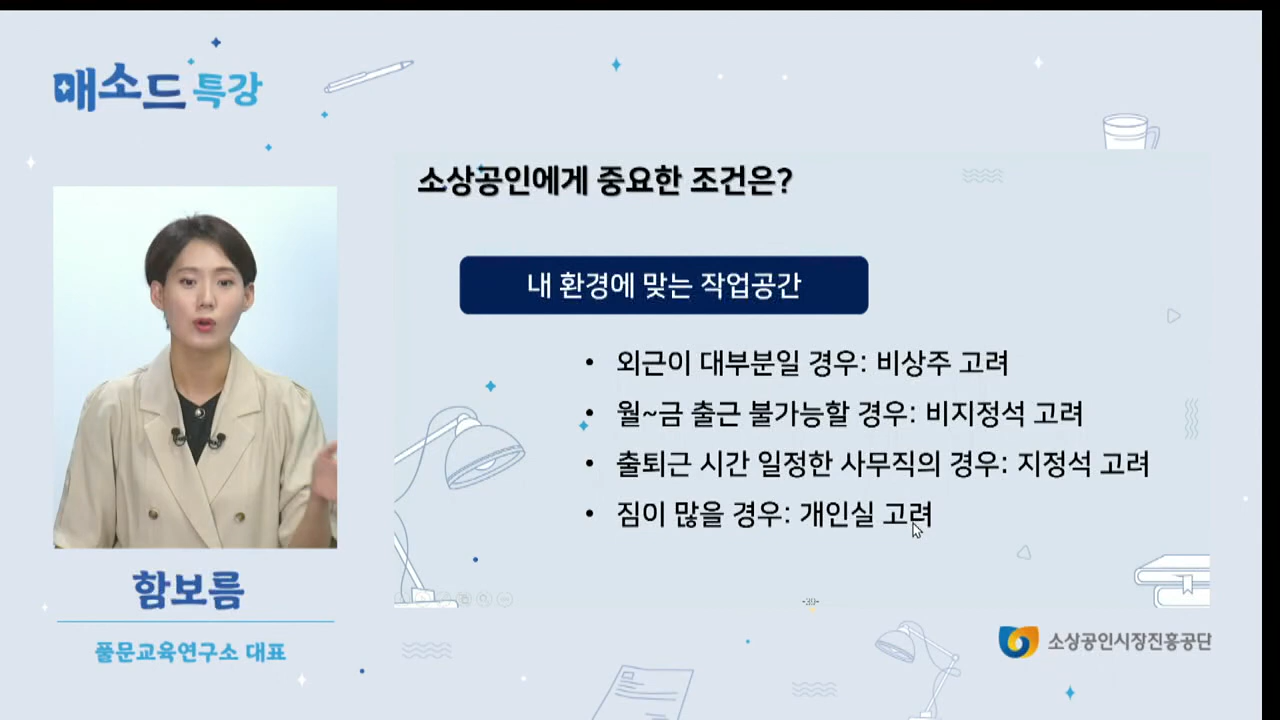 매소드 특강
소상공인에게 중요한 조건은?
내 환경에 맞는 작업공간
• 외근이 대부분일 경우: 비상주 고려
• 월~금 출근 불가능할 경우: 비지정석 고려
• 출퇴근 시간 일정한 사무직의 경우: 지정석 고려
• 짐이 많을 경우: 개인실 고려
-39-
함보름
풀문교육연구소 대표
소상공인시장진흥공단